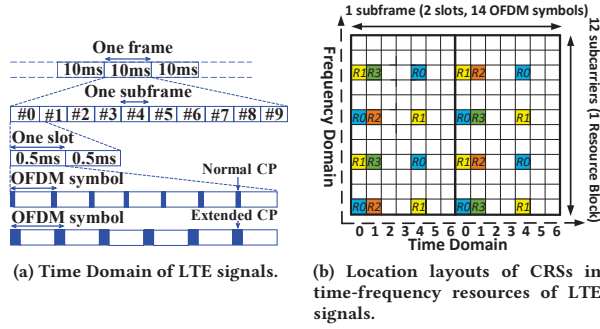 One frame
10ms 10ms 10ms
One subframe
#0 #1 #2 #3 #4 #5 #6 #7 #8 #9
One slot
0.5ms 0.5ms
Normal CP
OFDM symbol
Extended CP
OFDM symbol
(a) Time Domain of LTE signals.
1 subframe (2 slots, 14 OFDM symbols)
Frequency Domain
12 subcarriers (1 Resource Block)
R1 R3 R0 R1 R2 R0
R0 R2 R1 R0 R3 R1
R1 R3 R0 R1 R2 R0
R0 R2 R1 R0 R3 R1
0 1 2 3 4 5 6 0 1 2 3 4 5 6
Time Domain
(b) Location layouts of CRSs in
time-frequency resources of LTE
signals.